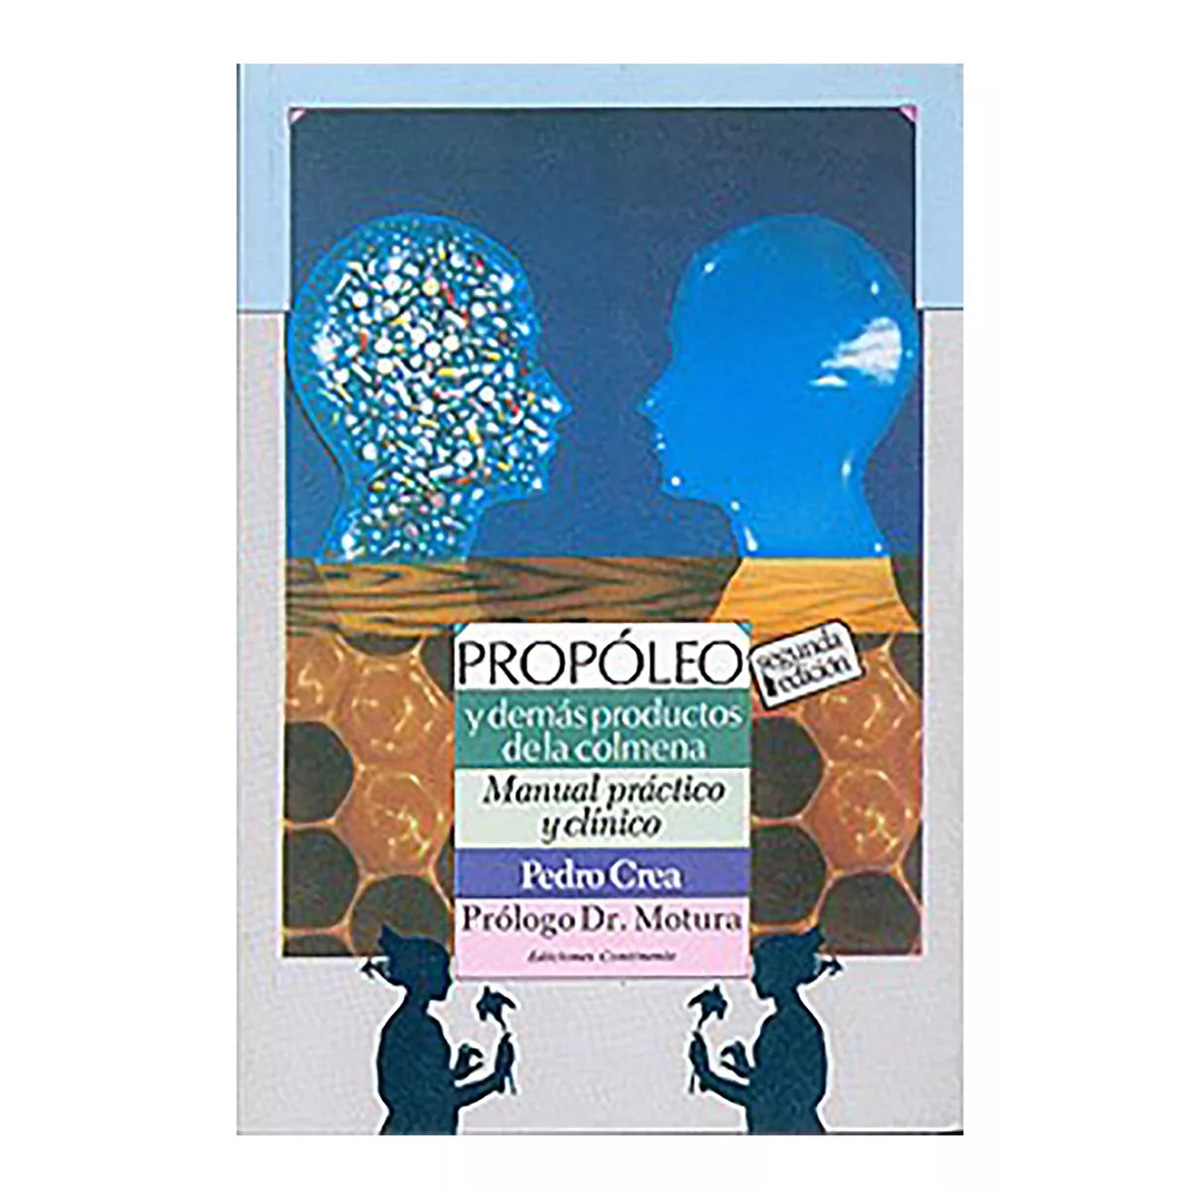 PROPÓLEO
segunda
edición
y demás productos
de la colmena
Manual práctico
y clínico
Pedro Crea
Prólogo Dr. Motura
Ediciones Continente